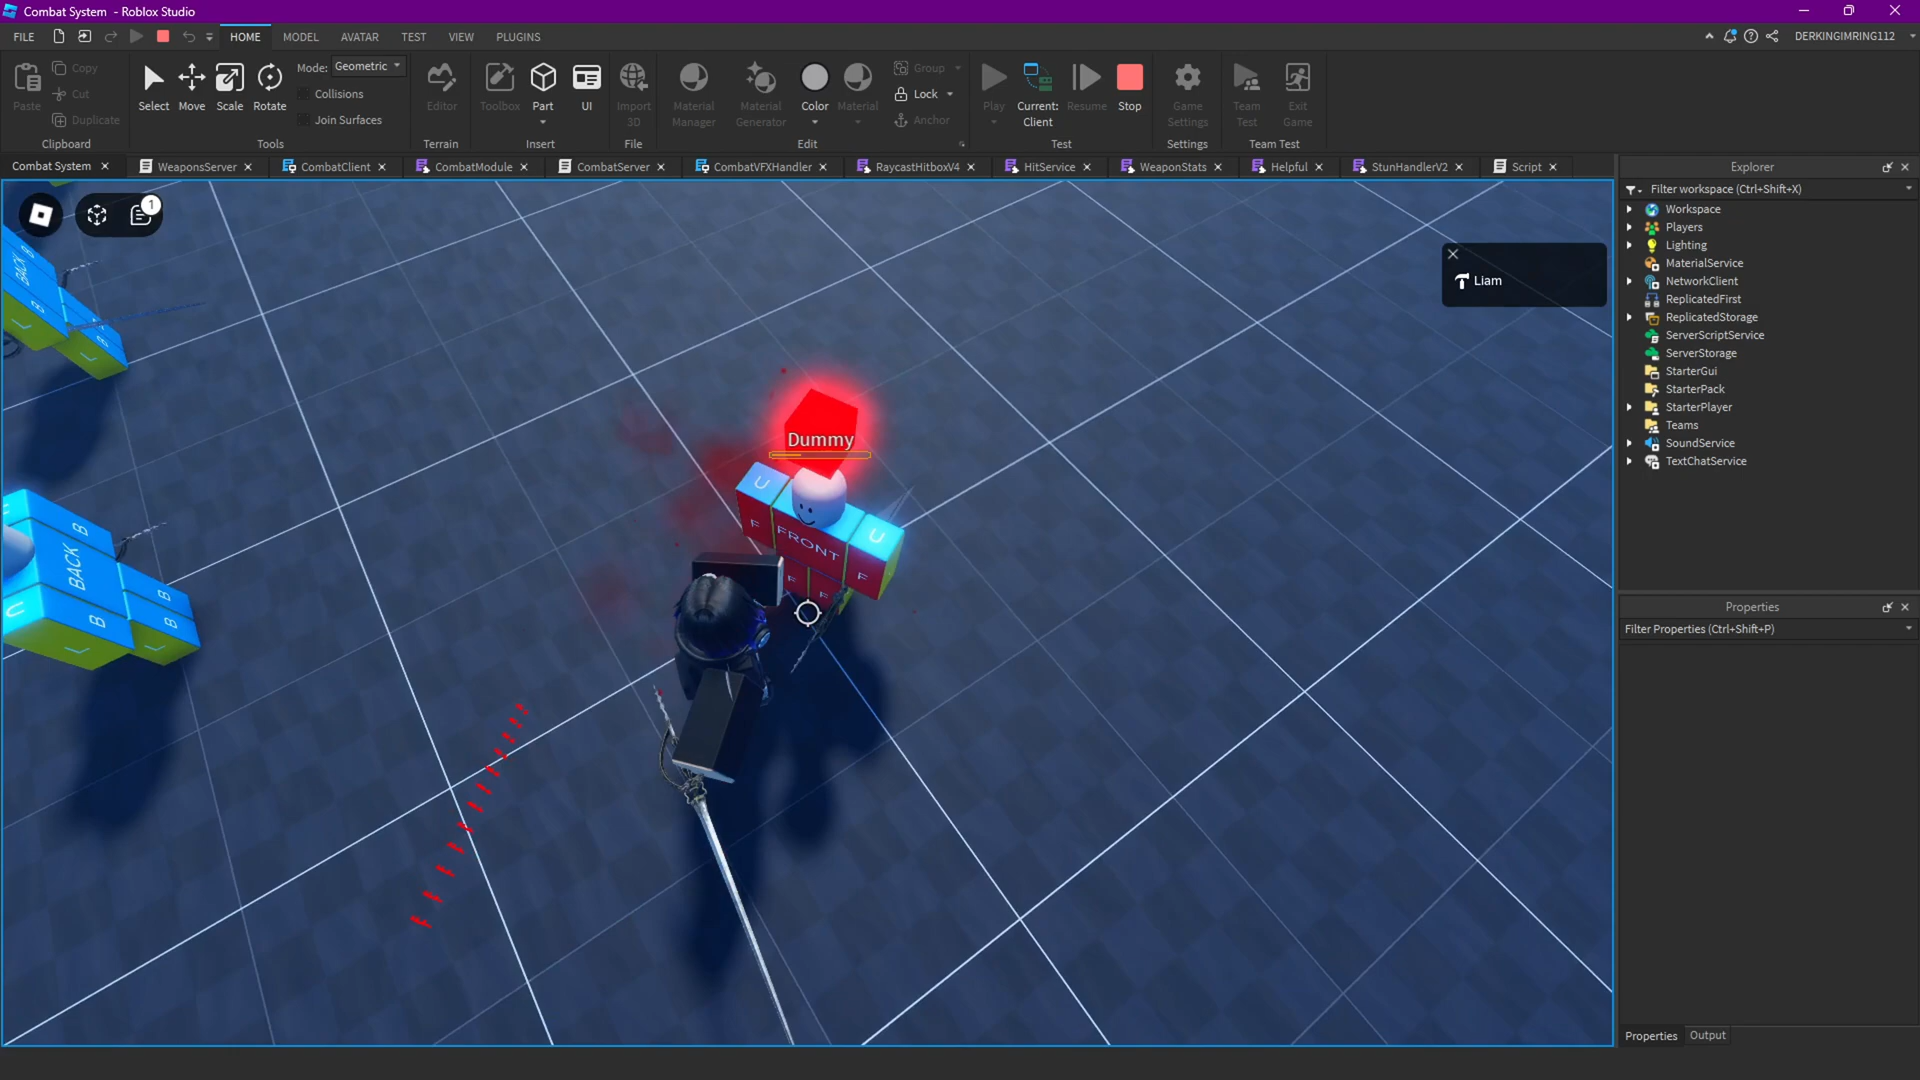 Combat System - Roblox Studio
FILE HOME MODEL AVATAR TEST VIEW PLUGINS DERKINGIMRING112
Paste Copy Cut Duplicate
Clipboard
Select Move Scale Rotate Mode: Geometric Collisions Join Surfaces
Tools
Editor
Terrain
Toolbox Part UI
Insert
Import 3D
File
Material Manager Material Generator Color Material Group Lock Anchor
Edit
Play Current: Client Resume Stop
Test
Game Settings
Settings
Team Test Exit Game
Team Test
Combat System WeaponsServer CombatClient CombatModule CombatServer CombatVFXHandler RaycastHitboxV4 HitService WeaponStats Helpful StunHandlerV2 Script
1
Liam
Dummy
U U
F FRONT F
F F
BACK B
L B
L
B
BACK B
U B B
L L
Explorer
Filter workspace (Ctrl+Shift+X)
Workspace
Players
Lighting
MaterialService
NetworkClient
ReplicatedFirst
ReplicatedStorage
ServerScriptService
ServerStorage
StarterGui
StarterPack
StarterPlayer
Teams
SoundService
TextChatService
Properties
Filter Properties (Ctrl+Shift+P)
Properties Output